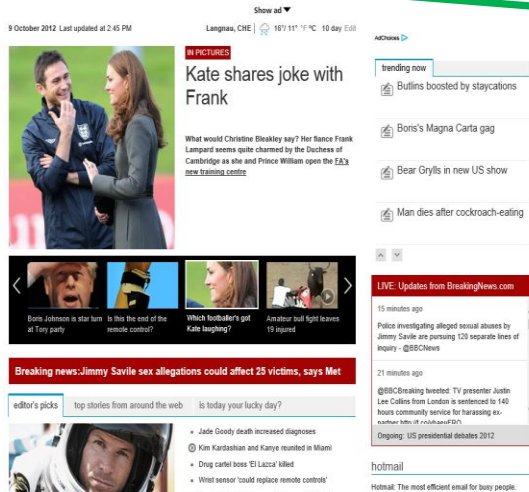 Show ad ▼
9 October 2012 Last updated at 2:45 PM
Langnau, CHE 16°/ 11° °F °C 10 day Edit
IN PICTURES
Kate shares joke with
Frank
What would Christine Bleakley say? Her fiance Frank
Lampard seems quite charmed by the Duchess of
Cambridge as she and Prince William open the FA's
new training centre
Boris Johnson is star turn
at Tory party
Is this the end of the
remote control?
Which footballer's got
Kate laughing?
Amateur bull fight leaves
19 injured
Breaking news:Jimmy Savile sex allegations could affect 25 victims, says Met
editor's picks
top stories from around the web
is today your lucky day?
Jade Goody death increased diagnoses
Kim Kardashian and Kanye reunited in Miami
Drug cartel boss 'El Lazca' killed
Wrist sensor 'could replace remote controls'
AdChoices
trending now
Butlins boosted by staycations
Boris's Magna Carta gag
Bear Grylls in new US show
Man dies after cockroach-eating
LIVE: Updates from BreakingNews.com
15 minutes ago
Police investigating alleged sexual abuses by
Jimmy Savile are pursuing 120 separate lines of
inquiry - @BBCNews
21 minutes ago
@BBCBreaking tweeted: TV presenter Justin
Lee Collins from London is sentenced to 140
hours community service for harassing ex-
Ongoing: US presidential debates 2012
hotmail
Hotmail: The most efficient email for busy people.